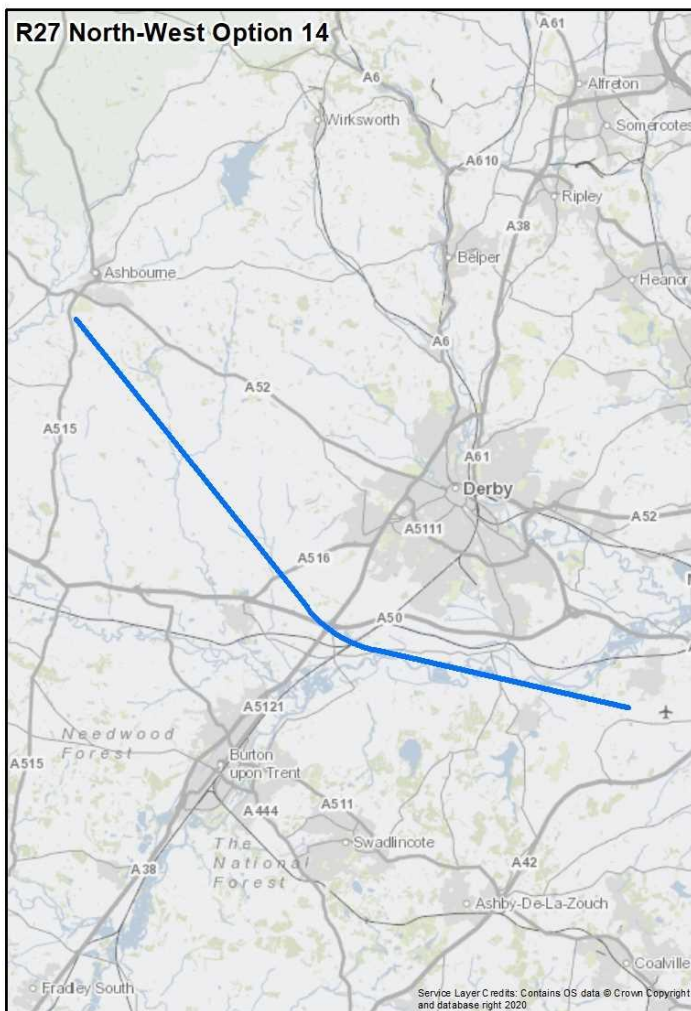 R27 North-West Option 14
A61
A6
Alfreton
Wirksworth
Somercotes
A610
Ripley
A38
Belper
Ashbourne
Heanor
A6
A52
A515
A61
Derby
A52
A5111
A516
A50
A5121
Needwood
Forest
Burton
upon Trent
A515
A511
A444
The
National
Forest
Swadlincote
A42
A38
Ashby-De-La-Zouch
Coalville
Fradley South
Service Layer Credits: Contains OS data © Crown Copyright
and database right 2020